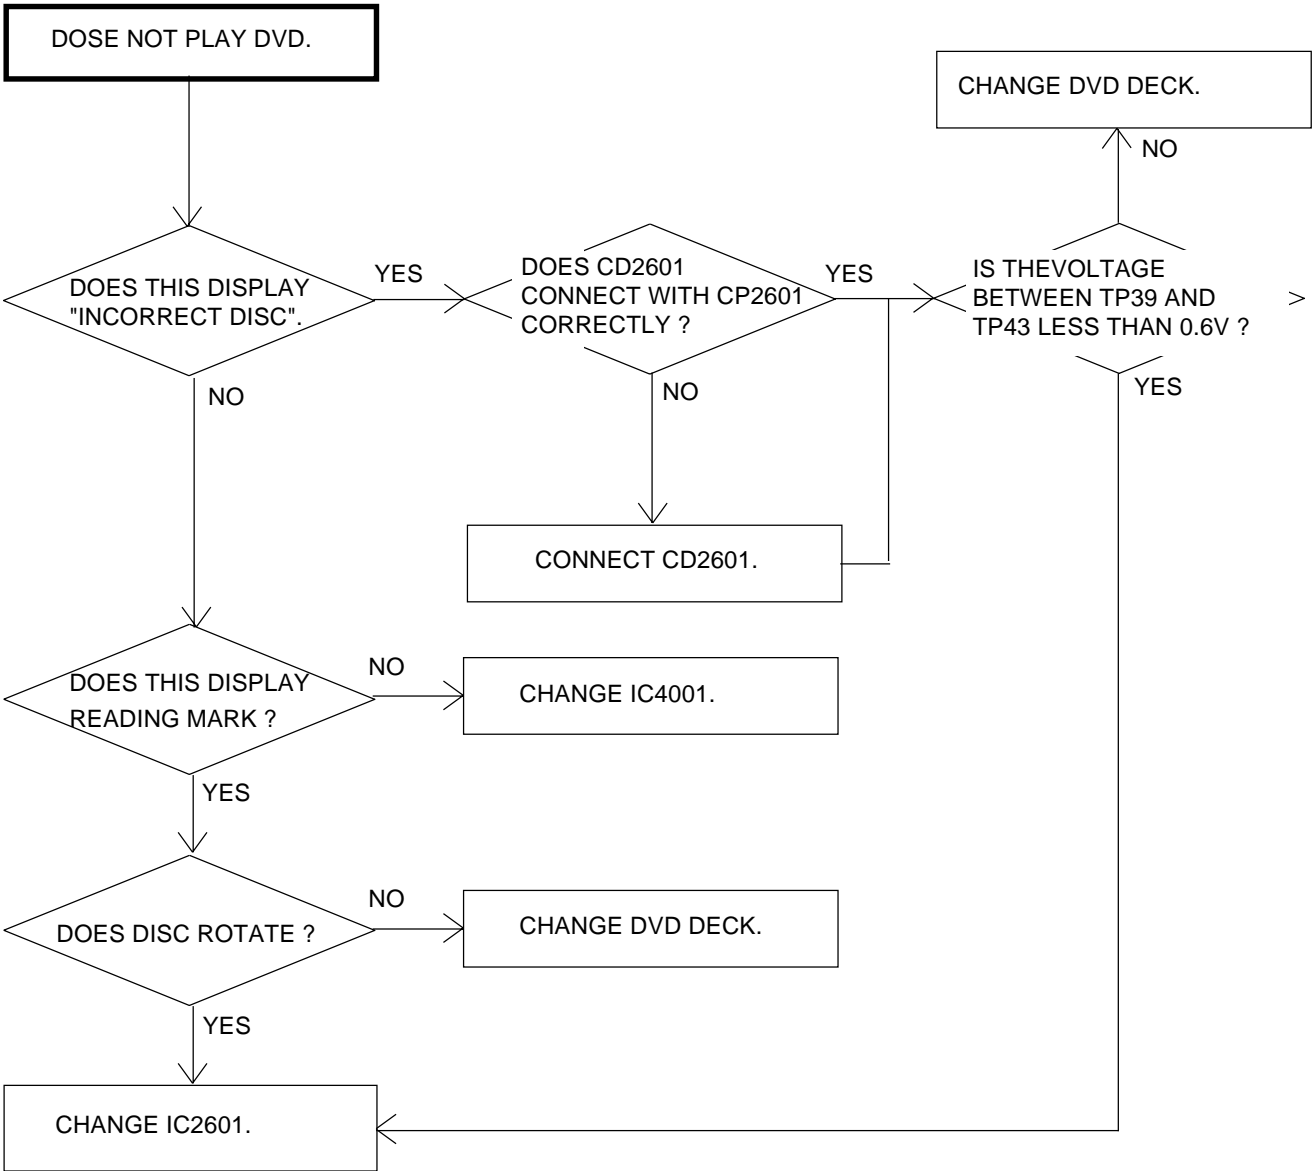 DOSE NOT PLAY DVD.
CHANGE DVD DECK.
NO
DOES THIS DISPLAY
"INCORRECT DISC".
YES
DOES CD2601
CONNECT WITH CP2601
CORRECTLY ?
YES
IS THEVOLTAGE
BETWEEN TP39 AND
TP43 LESS THAN 0.6V ?
NO
NO
YES
CONNECT CD2601.
DOES THIS DISPLAY
READING MARK ?
NO
CHANGE IC4001.
YES
DOES DISC ROTATE ?
NO
CHANGE DVD DECK.
YES
CHANGE IC2601.